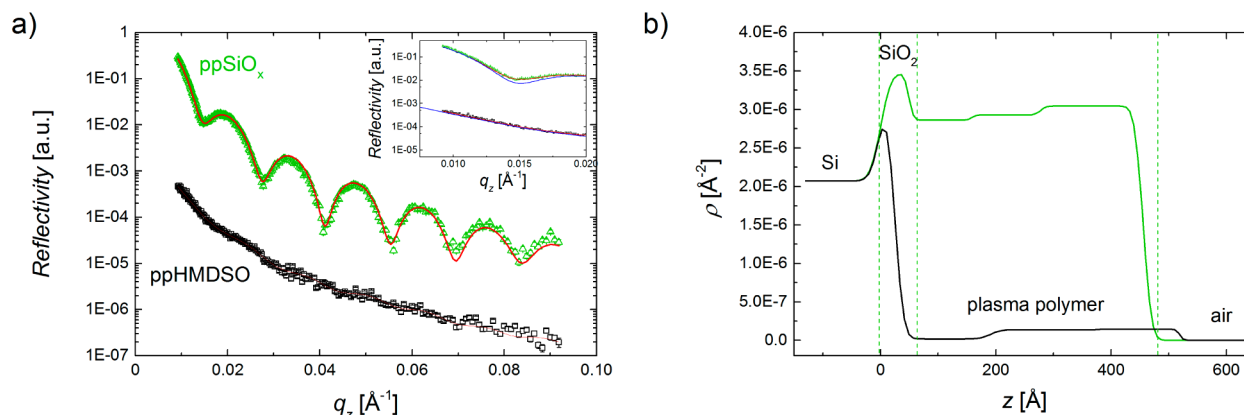 a)
Reflectivity [a.u.]
1
1E-01
1E-02
1E-03
1E-04
1E-05
1E-06
1E-07
0.00
0.02
0.04
0.06
0.08
0.10
qz [Å-1]
ppSiOx
ppHMDSO
Reflectivity [a.u.]
1E-01
1E-02
1E-03
1E-04
1E-05
0.010
0.015
0.020
qz [Å-1]
b)
ρ [Å-2]
4.0E-6
3.5E-6
3.0E-6
2.5E-6
2.0E-6
1.5E-6
1.0E-6
5.0E-7
0.0
0
200
400
600
z [Å]
SiO2
Si
plasma polymer
air